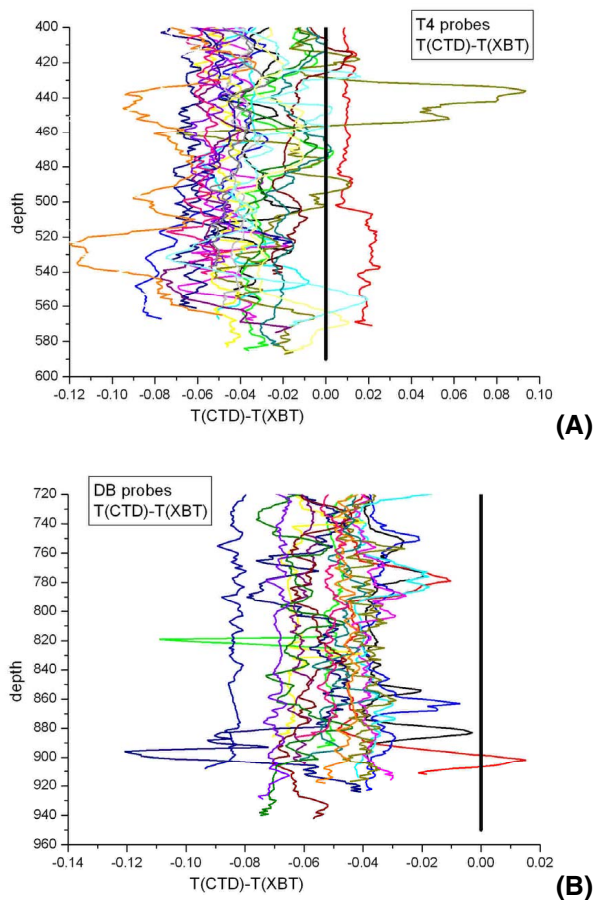 T4 probes
T(CTD)-T(XBT)
400
420
440
460
480
500
520
540
560
580
600
depth
-0.12 -0.10 -0.08 -0.06 -0.04 -0.02 0.00 0.02 0.04 0.06 0.08 0.10
T(CTD)-T(XBT)
(A)
DB probes
T(CTD)-T(XBT)
720
740
760
780
800
820
840
860
880
900
920
940
960
depth
-0.14 -0.12 -0.10 -0.08 -0.06 -0.04 -0.02 0.00 0.02
T(CTD)-T(XBT)
(B)